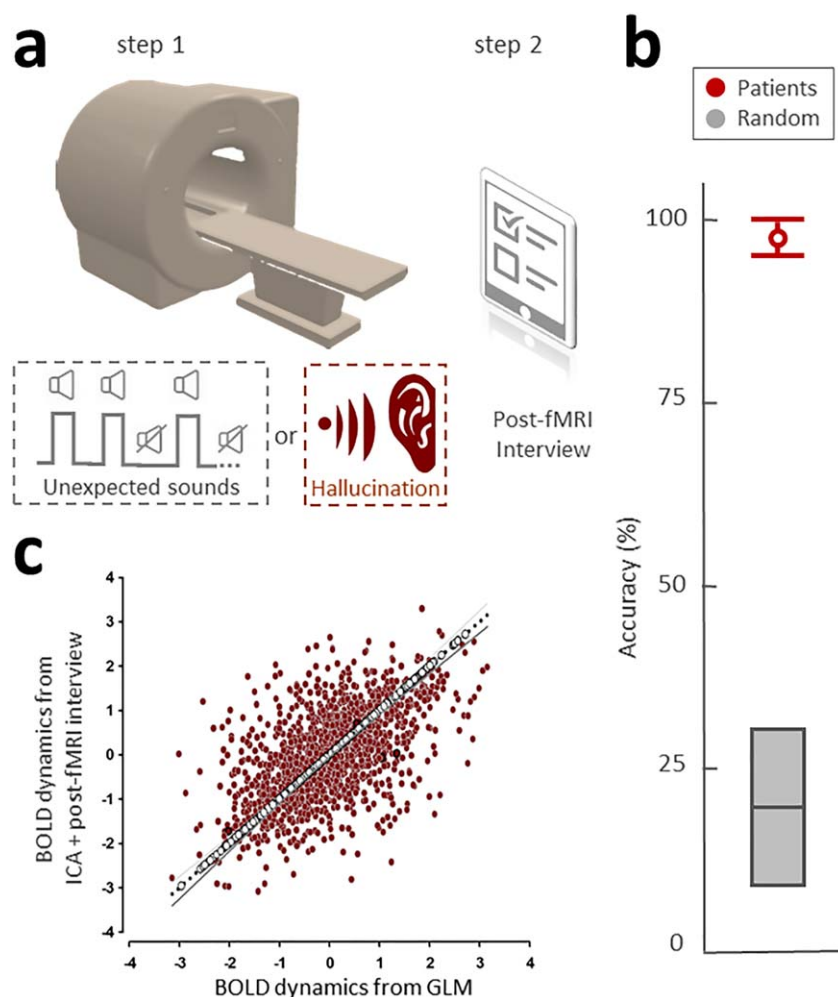 a
step 1
step 2
Unexpected sounds
or
Hallucination
Post-fMRI
Interview
b
Patients
Random
Accuracy (%)
100
75
50
25
0
c
BOLD dynamics from
ICA + post-fMRI interview
4
3
2
1
0
-1
-2
-3
-4
-4 -3 -2 -1 0 1 2 3 4
BOLD dynamics from GLM